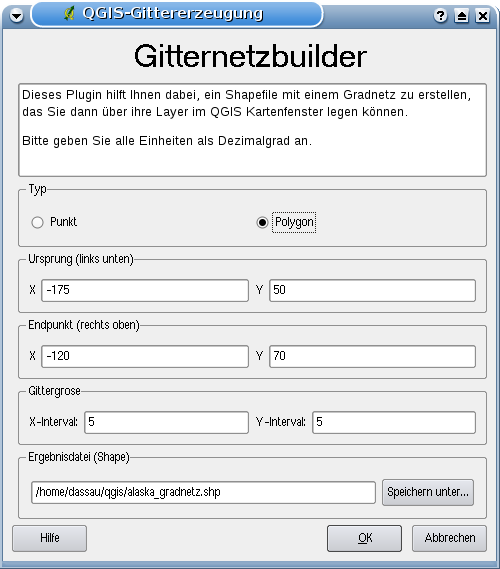 QGIS-Gittererzeugung
Gitternetzbuilder
Dieses Plugin hilft Ihnen dabei, ein Shapefile mit einem Gradnetz zu erstellen,
das Sie dann über ihre Layer im QGIS Kartenfenster legen können.
Bitte geben Sie alle Einheiten als Dezimalgrad an.
Typ
Punkt Polygon
Ursprung (links unten)
X -175 Y 50
Endpunkt (rechts oben)
X -120 Y 70
Gittergrose
X-Interval: 5 Y-Interval: 5
Ergebnisdatei (Shape)
/home/dassau/qgis/alaska_gradnetz.shp Speichern unter...
Hilfe OK Abbrechen